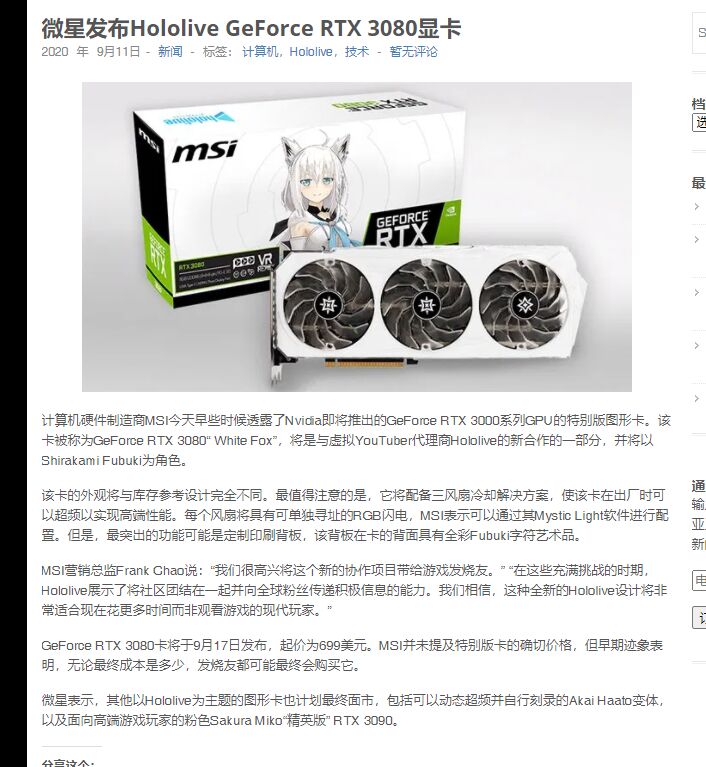 微星发布Hololive GeForce RTX 3080显卡
2020 年 9月11日 - 新闻 - 标签： 计算机，Hololive，技术 - 暂无评论
hololive
GEFORCE RTX 3080
msi
GEFORCE
RTX
RTX 3080
VR
计算机硬件制造商MSI今天早些时候透露了Nvidia即将推出的GeForce RTX 3000系列GPU的特别版图形卡。该
卡被称为GeForce RTX 3080“ White Fox”，将是与虚拟YouTuber代理商Hololive的新合作的一部分，并将以
Shirakami Fubuki为角色。
该卡的外观将与库存参考设计完全不同。最值得注意的是，它将配备三风扇冷却解决方案，使该卡在出厂时可
以超频以实现高端性能。每个风扇将具有可单独寻址的RGB闪电，MSI表示可以通过其Mystic Light软件进行配
置。但是，最突出的功能可能是定制印刷背板，该背板在卡的背面具有全彩Fubuki字符艺术品。
MSI营销总监Frank Chao说：“我们很高兴将这个新的协作项目带给游戏发烧友。” “在这些充满挑战的时期，
Hololive展示了将社区团结在一起并向全球粉丝传递积极信息的能力。我们相信，这种全新的Hololive设计将非
常适合现在花更多时间而非观看游戏的现代玩家。”
GeForce RTX 3080卡将于9月17日发布，起价为699美元。MSI并未提及特别版卡的确切价格，但早期迹象表
明，无论最终成本是多少，发烧友都可能最终会购买它。
微星表示，其他以Hololive为主题的图形卡也计划最终面市，包括可以动态超频并自行刻录的Akai Haato变体，
以及面向高端游戏玩家的粉色Sakura Miko“精英版” RTX 3090。
分享这个：
S
档
选
最
通
输
亚
新
电